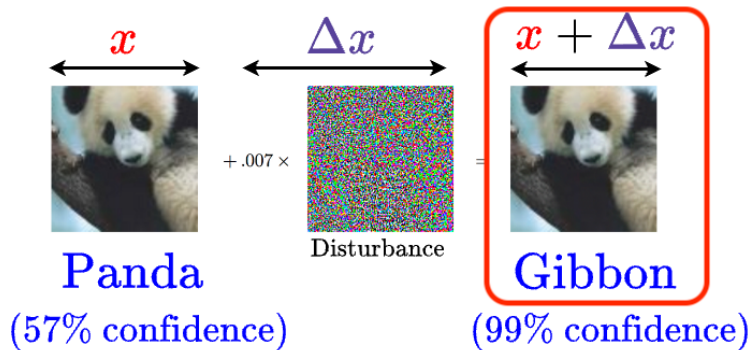 x Δx x + Δx
+ .007 × =
Disturbance
Panda Gibbon
(57% confidence) (99% confidence)